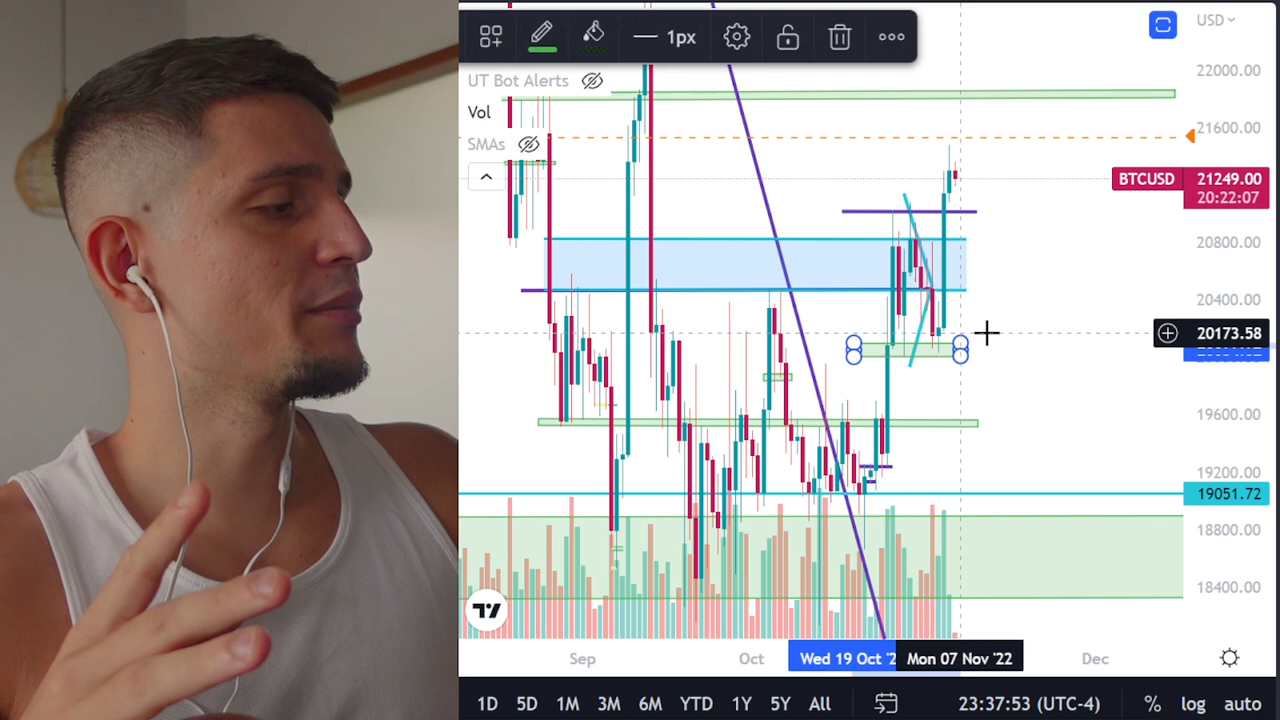 1px
USD
UT Bot Alerts
22000.00
Vol
21600.00
SMAs
BTCUSD 21249.00
20:22:07
20800.00
20400.00
20173.58
19600.00
19200.00
19051.72
18800.00
18400.00
Sep Oct Wed 19 Oct '2 Mon 07 Nov '22 Dec
1D 5D 1M 3M 6M YTD 1Y 5Y All 23:37:53 (UTC-4) % log auto